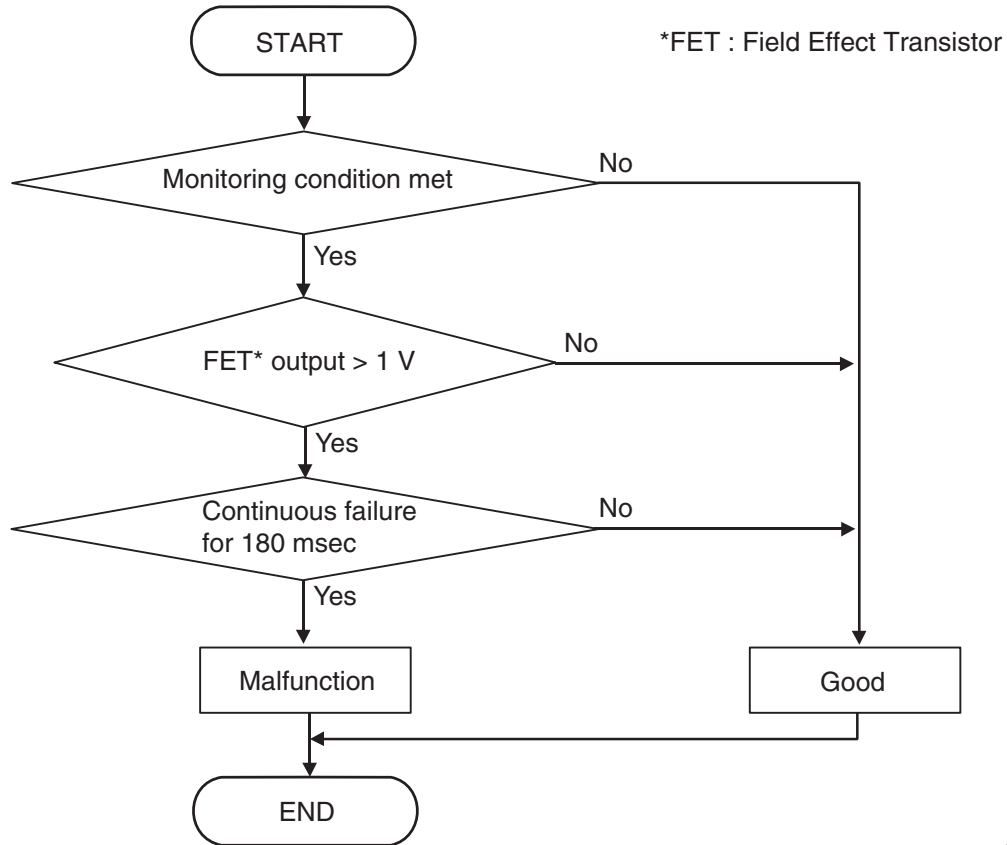 START
*FET : Field Effect Transistor
Monitoring condition met
No
Yes
FET* output > 1 V
No
Yes
Continuous failure
for 180 msec
No
Yes
Malfunction
Good
END